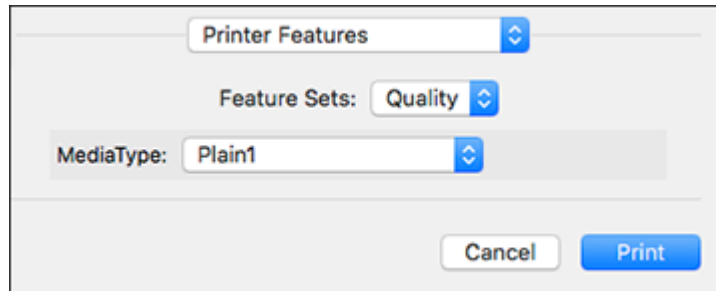 Printer Features
Feature Sets: Quality
MediaType: Plain1
Cancel Print